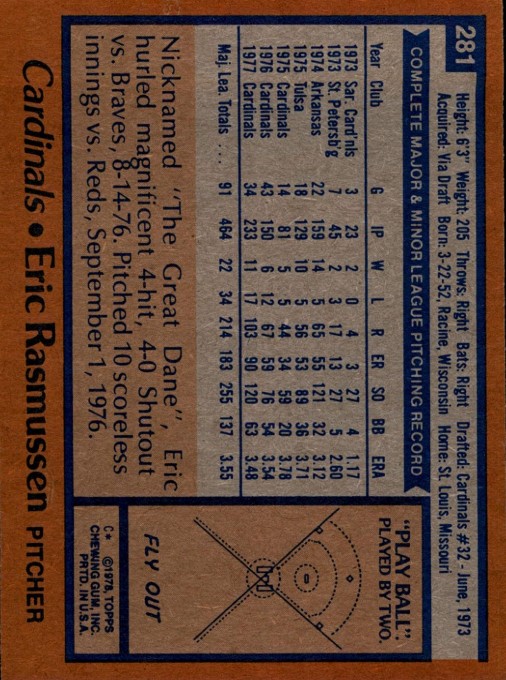 281
Height: 6'3" Weight: 205 Throws: Right Bats: Right Drafted: Cardinals #32 - June, 1973
Acquired: Via Draft Born: 3-22-52, Racine, Wisconsin Home: St. Louis, Missouri
COMPLETE MAJOR & MINOR LEAGUE PITCHING RECORD
Year Club G IP W L R ER SO BB ERA
1973 Sar. Card'nls 3 23 2 0 4 3 27 4 1.17
1973 St. Petersb'g 7 45 2 3 17 13 27 5 2.60
1974 Arkansas 22 159 14 5 65 55 121 32 3.12
1975 Tulsa 18 129 10 5 56 53 89 36 3.71
1975 Cardinals 14 81 5 5 44 34 59 20 3.78
1976 Cardinals 43 150 6 12 67 59 76 54 3.54
1977 Cardinals 34 233 11 17 103 90 120 63 3.48
Maj. Lea. Totals . . . . 91 464 22 34 214 183 255 137 3.55
Nicknamed "The Great Dane", Eric
hurled magnificent 4-hit, 4-0 Shutout
vs. Braves, 8-14-76. Pitched 10 scoreless
innings vs. Reds, September 1, 1976.
"PLAY BALL".
PLAYED BY TWO.
FLY OUT
C* ©1978, TOPPS
CHEWING GUM, INC.
PRTD. IN U.S.A.
Cardinals • Eric Rasmussen PITCHER